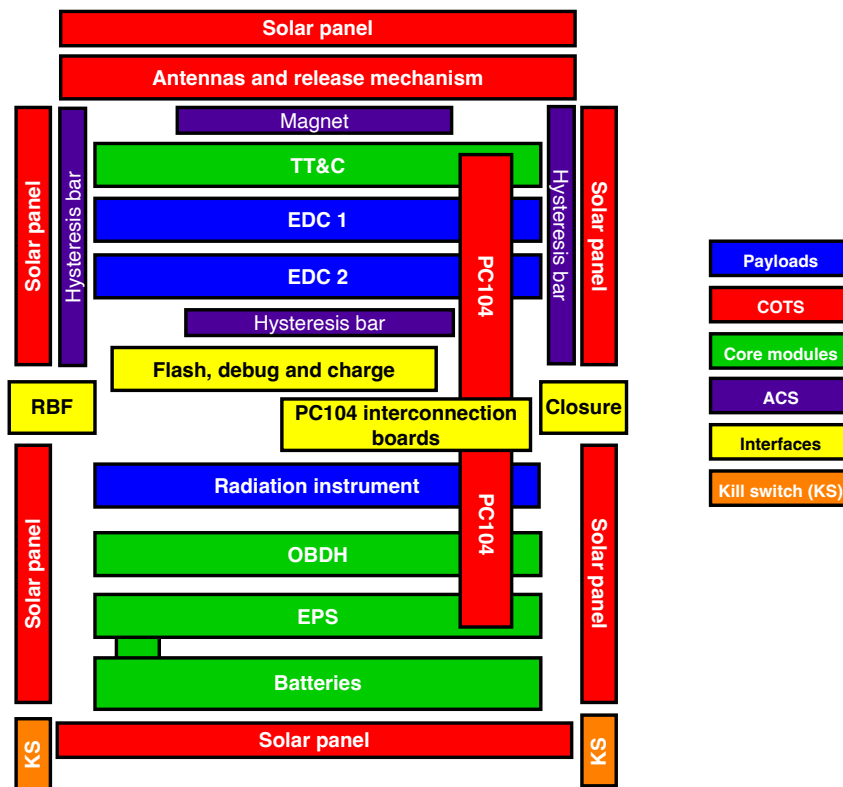 Solar panel
Antennas and release mechanism
Magnet
TT&C
EDC 1
EDC 2
Hysteresis bar
Flash, debug and charge
PC104 interconnection
boards
Radiation instrument
OBDH
EPS
Batteries
Solar panel
Solar panel
Hysteresis bar
PC104
Hysteresis bar
Solar panel
RBF
Closure
Solar panel
PC104
Solar panel
KS
KS
Payloads
COTS
Core modules
ACS
Interfaces
Kill switch (KS)